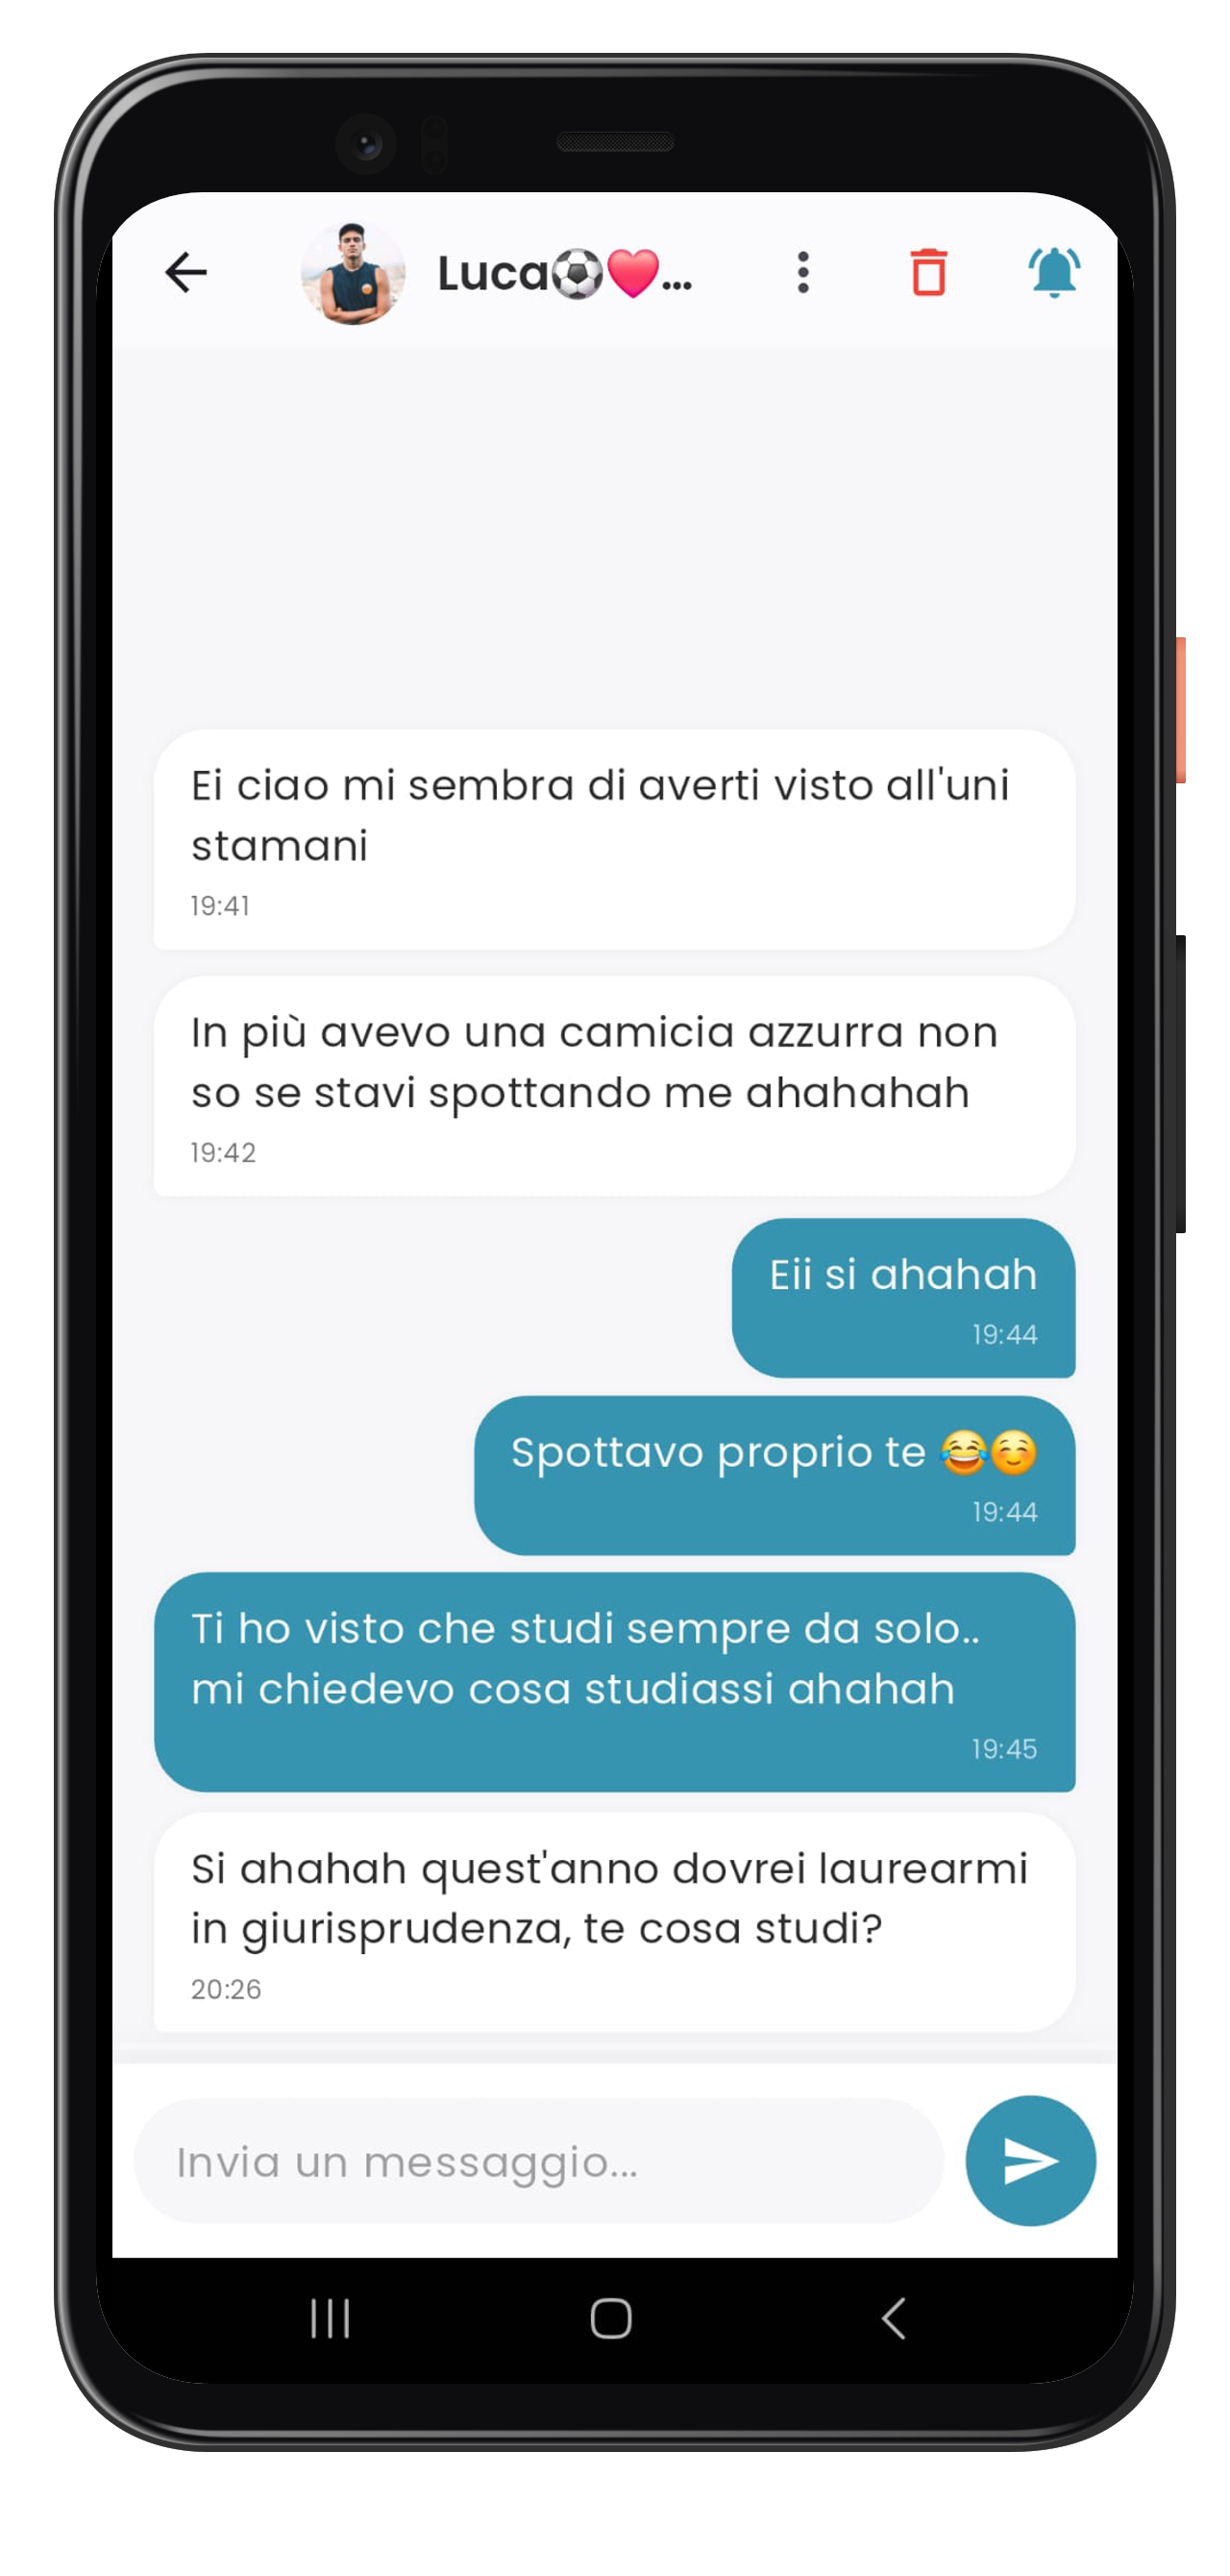 Luca⚽❤️...
Ei ciao mi sembra di averti visto all'uni
stamani
19:41
In più avevo una camicia azzurra non
so se stavi spottando me ahahahah
19:42
Eii si ahahah
19:44
Spottavo proprio te 😂☺️
19:44
Ti ho visto che studi sempre da solo..
mi chiedevo cosa studiassi ahahah
19:45
Si ahahah quest'anno dovrei laurearmi
in giurisprudenza, te cosa studi?
20:26
Invia un messaggio...